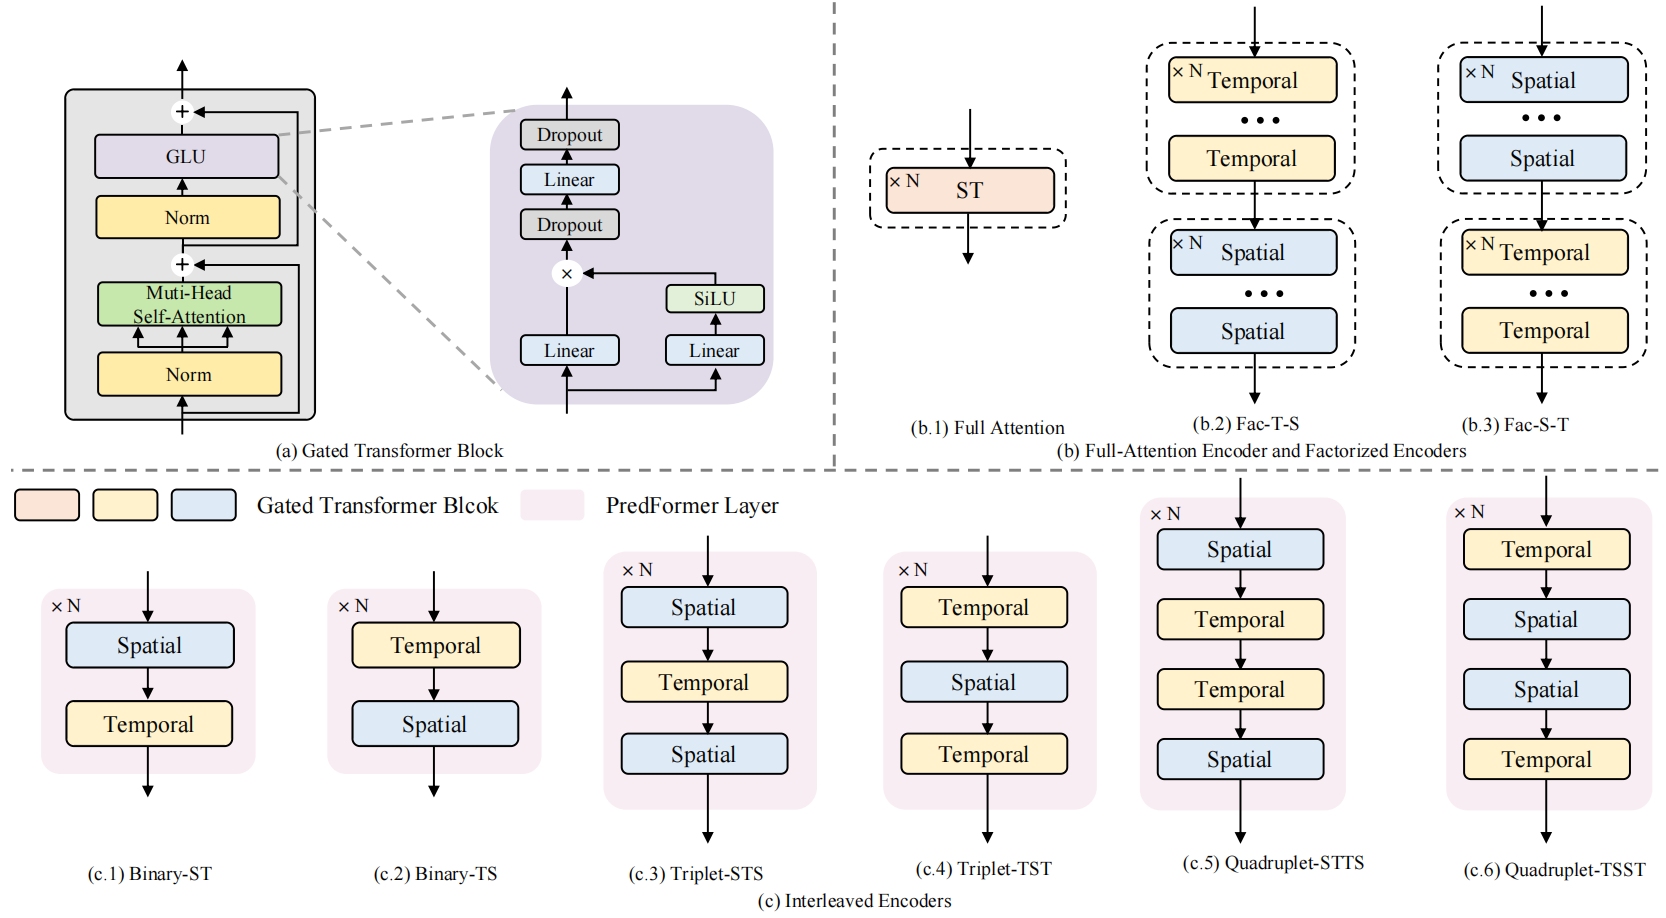 GLU
Norm
Muti-Head
Self-Attention
Norm
Dropout
Linear
Dropout
×
SiLU
Linear
Linear
(a) Gated Transformer Block
× N
ST
(b.1) Full Attention
× N
Temporal
• • •
Temporal
× N
Spatial
• • •
Spatial
(b.2) Fac-T-S
× N
Spatial
• • •
Spatial
× N
Temporal
• • •
Temporal
(b.3) Fac-S-T
(b) Full-Attention Encoder and Factorized Encoders
Gated Transformer Blcok
PredFormer Layer
× N
Spatial
Temporal
(c.1) Binary-ST
× N
Temporal
Spatial
(c.2) Binary-TS
× N
Spatial
Temporal
Spatial
(c.3) Triplet-STS
× N
Temporal
Spatial
Temporal
(c.4) Triplet-TST
× N
Spatial
Temporal
Temporal
Spatial
(c.5) Quadruplet-STTS
× N
Temporal
Spatial
Spatial
Temporal
(c.6) Quadruplet-TSST
(c) Interleaved Encoders